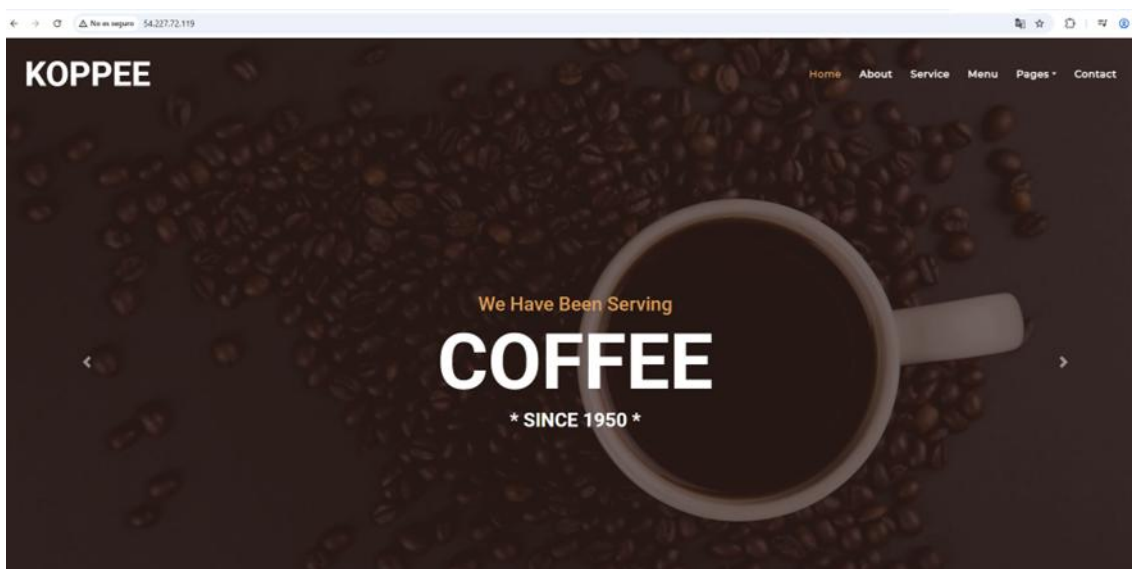 No es seguro 54.227.72.119
KOPPEE
Home About Service Menu Pages Contact
We Have Been Serving
COFFEE
* SINCE 1950 *